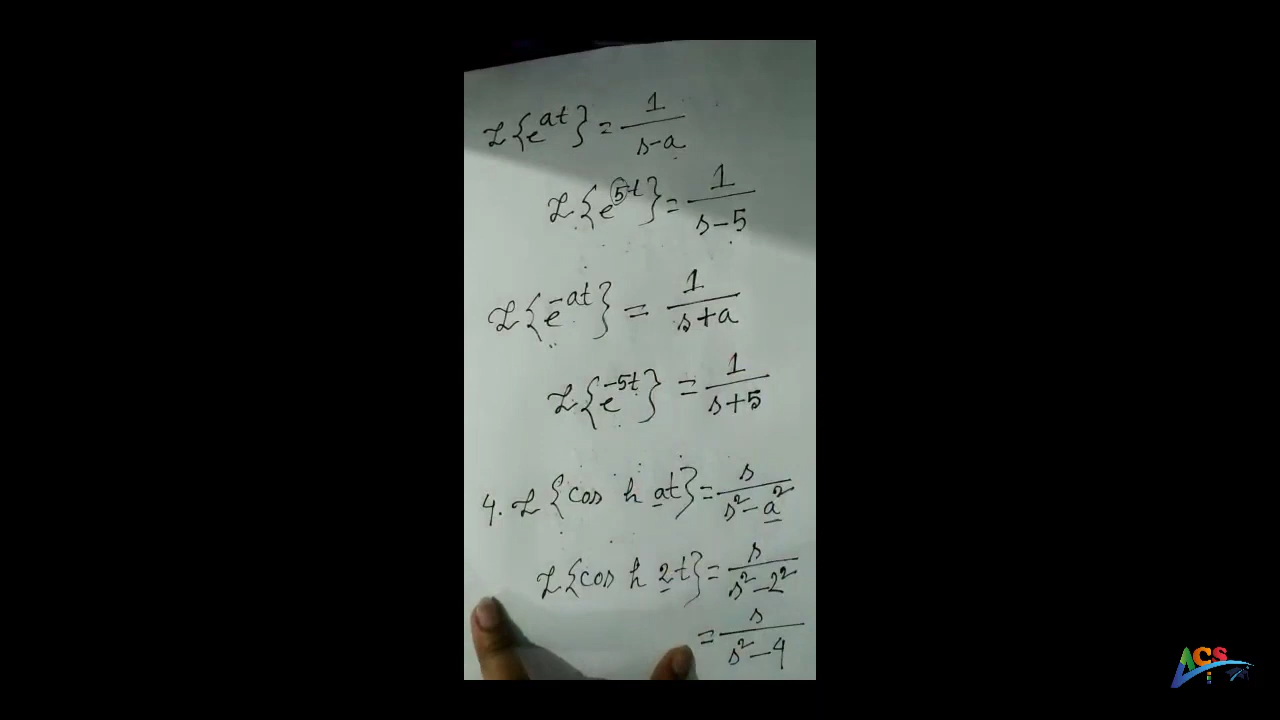 ℒ{e^{at}} = 1/(s-a)
ℒ{e^{5t}} = 1/(s-5)
ℒ{e^{-at}} = 1/(s+a)
ℒ{e^{-5t}} = 1/(s+5)
4. ℒ{cos h at} = s/(s²-a²)
ℒ{cos h 2t} = s/(s²-2²)
= s/(s²-4)
ACS